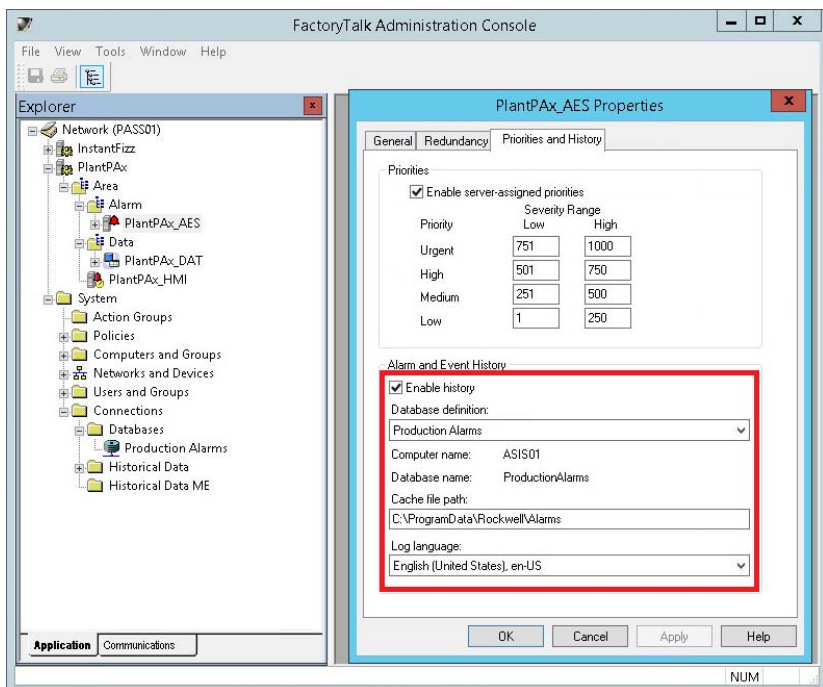 FactoryTalk Administration Console
File View Tools Window Help
Explorer
Network (PASS01)
InstantFizz
PlantPAx
Area
Alarm
PlantPAx_AES
Data
PlantPAx_DAT
PlantPAx_HMI
System
Action Groups
Policies
Computers and Groups
Networks and Devices
Users and Groups
Connections
Databases
Production Alarms
Historical Data
Historical Data ME
Application Communications
PlantPAx_AES Properties
General Redundancy Priorities and History
Priorities
Enable server-assigned priorities
Severity Range
Priority Low High
Urgent 751 1000
High 501 750
Medium 251 500
Low 1 250
Alarm and Event History
Enable history
Database definition:
Production Alarms
Computer name: ASIS01
Database name: ProductionAlarms
Cache file path:
C:\ProgramData\Rockwell\Alarms
Log language:
English (United States), en-US
OK Cancel Apply Help
NUM